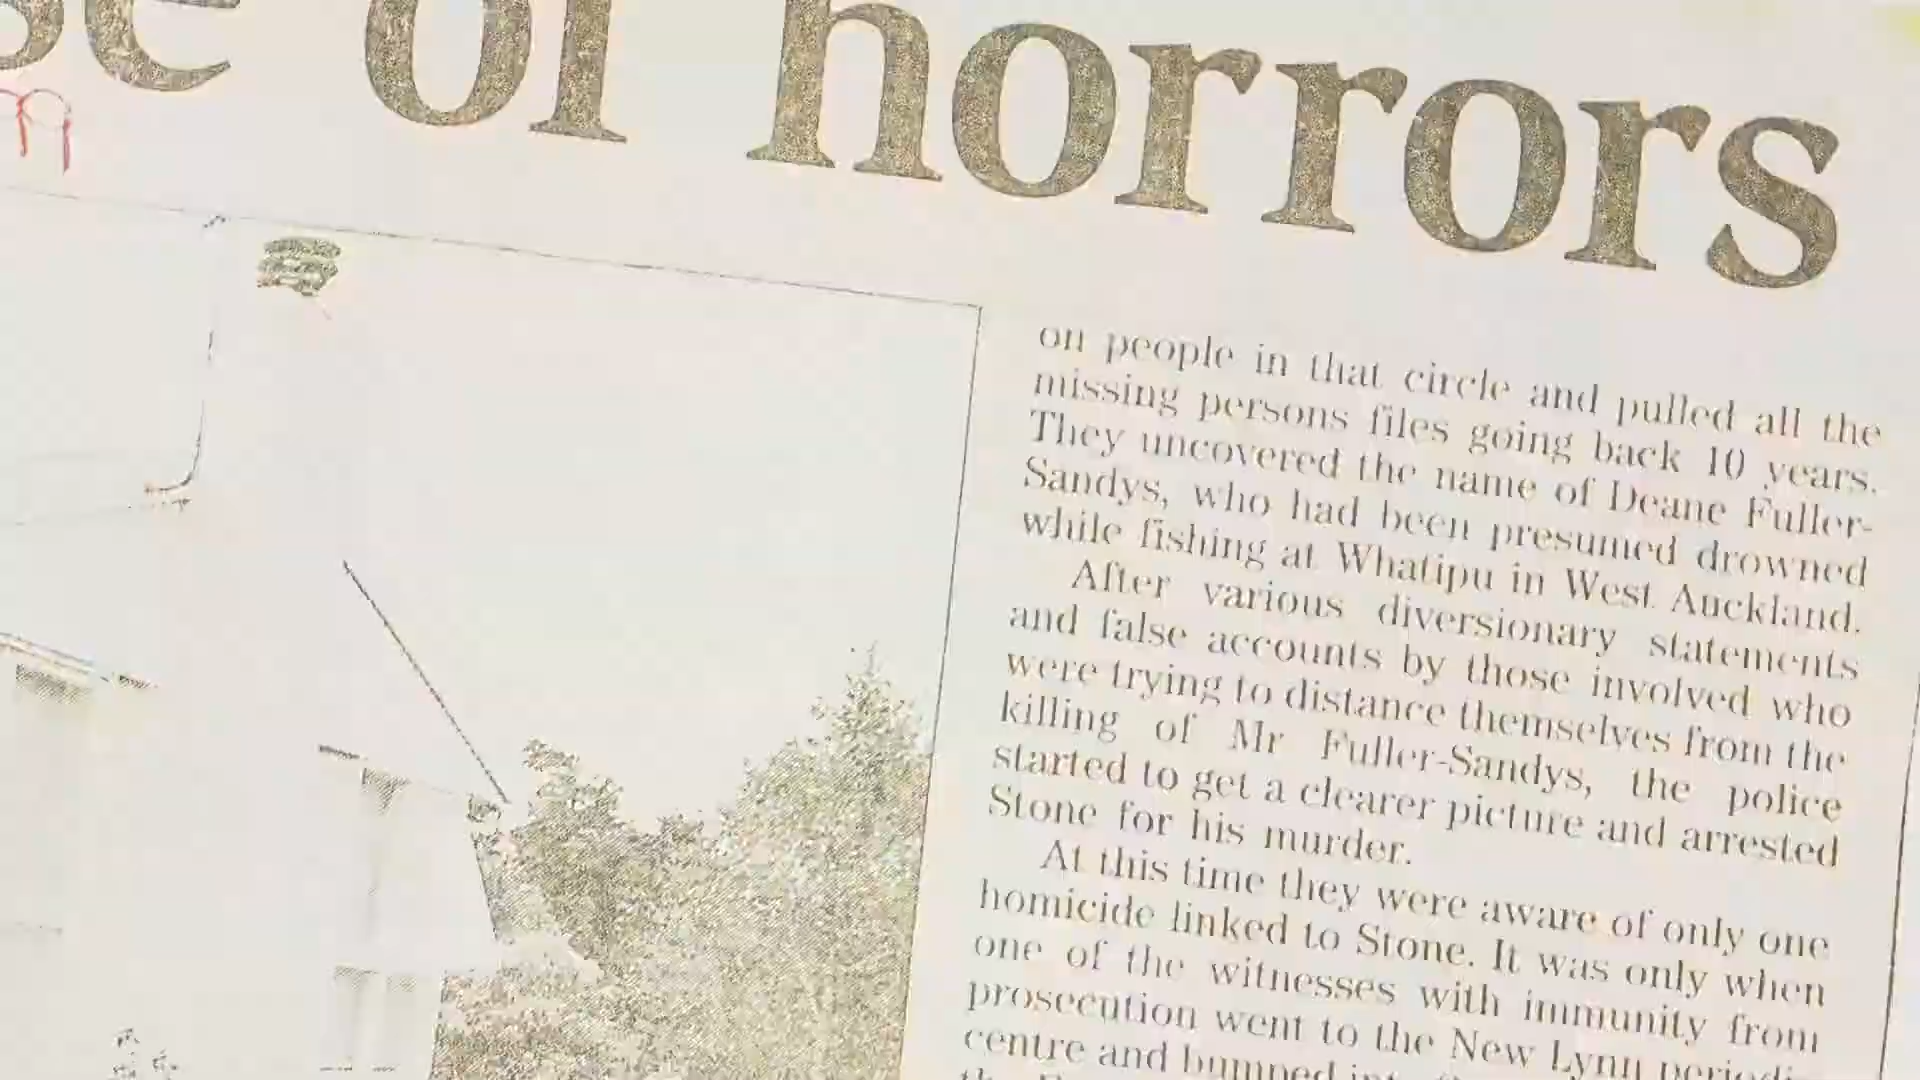 se of horrors
on people in that circle and pulled all the
missing persons files going back 10 years.
They uncovered the name of Deane Fuller-
Sandys, who had been presumed drowned
while fishing at Whatipu in West Auckland.
After various diversionary statements
and false accounts by those involved who
were trying to distance themselves from the
killing of Mr Fuller-Sandys, the police
started to get a clearer picture and arrested
Stone for his murder.
At this time they were aware of only one
homicide linked to Stone. It was only when
one of the witnesses with immunity from
prosecution went to the New Lynn
centre and bumped